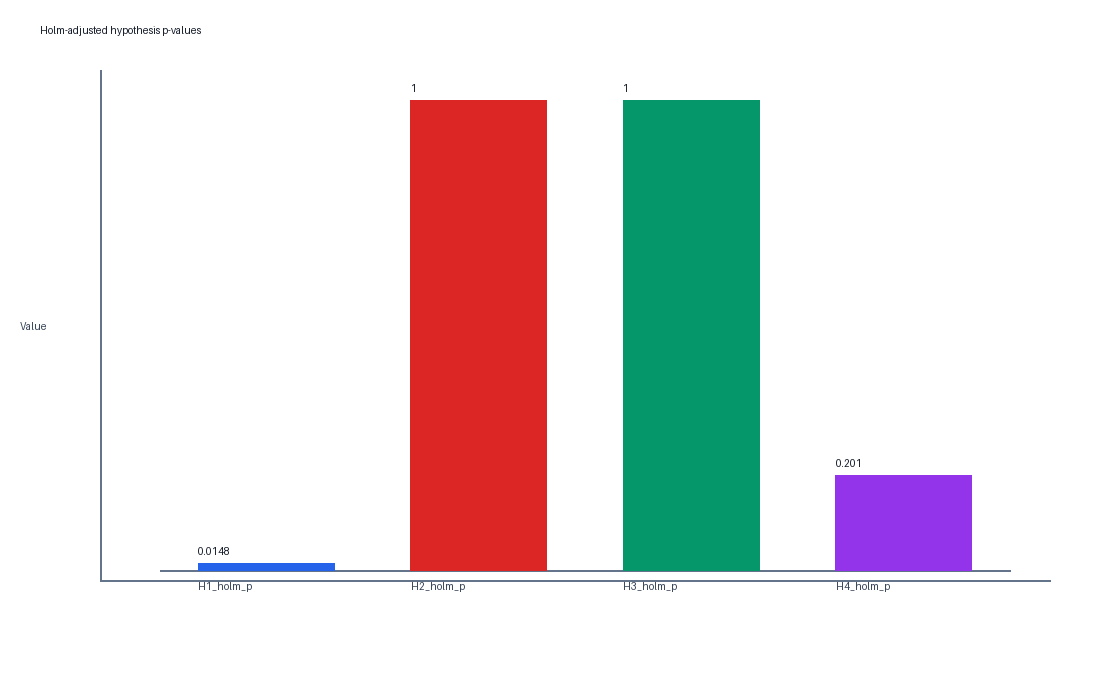 Holm-adjusted hypothesis p-values
1
1
Value
0.201
0.0148
H1_holm_p
H2_holm_p
H3_holm_p
H4_holm_p